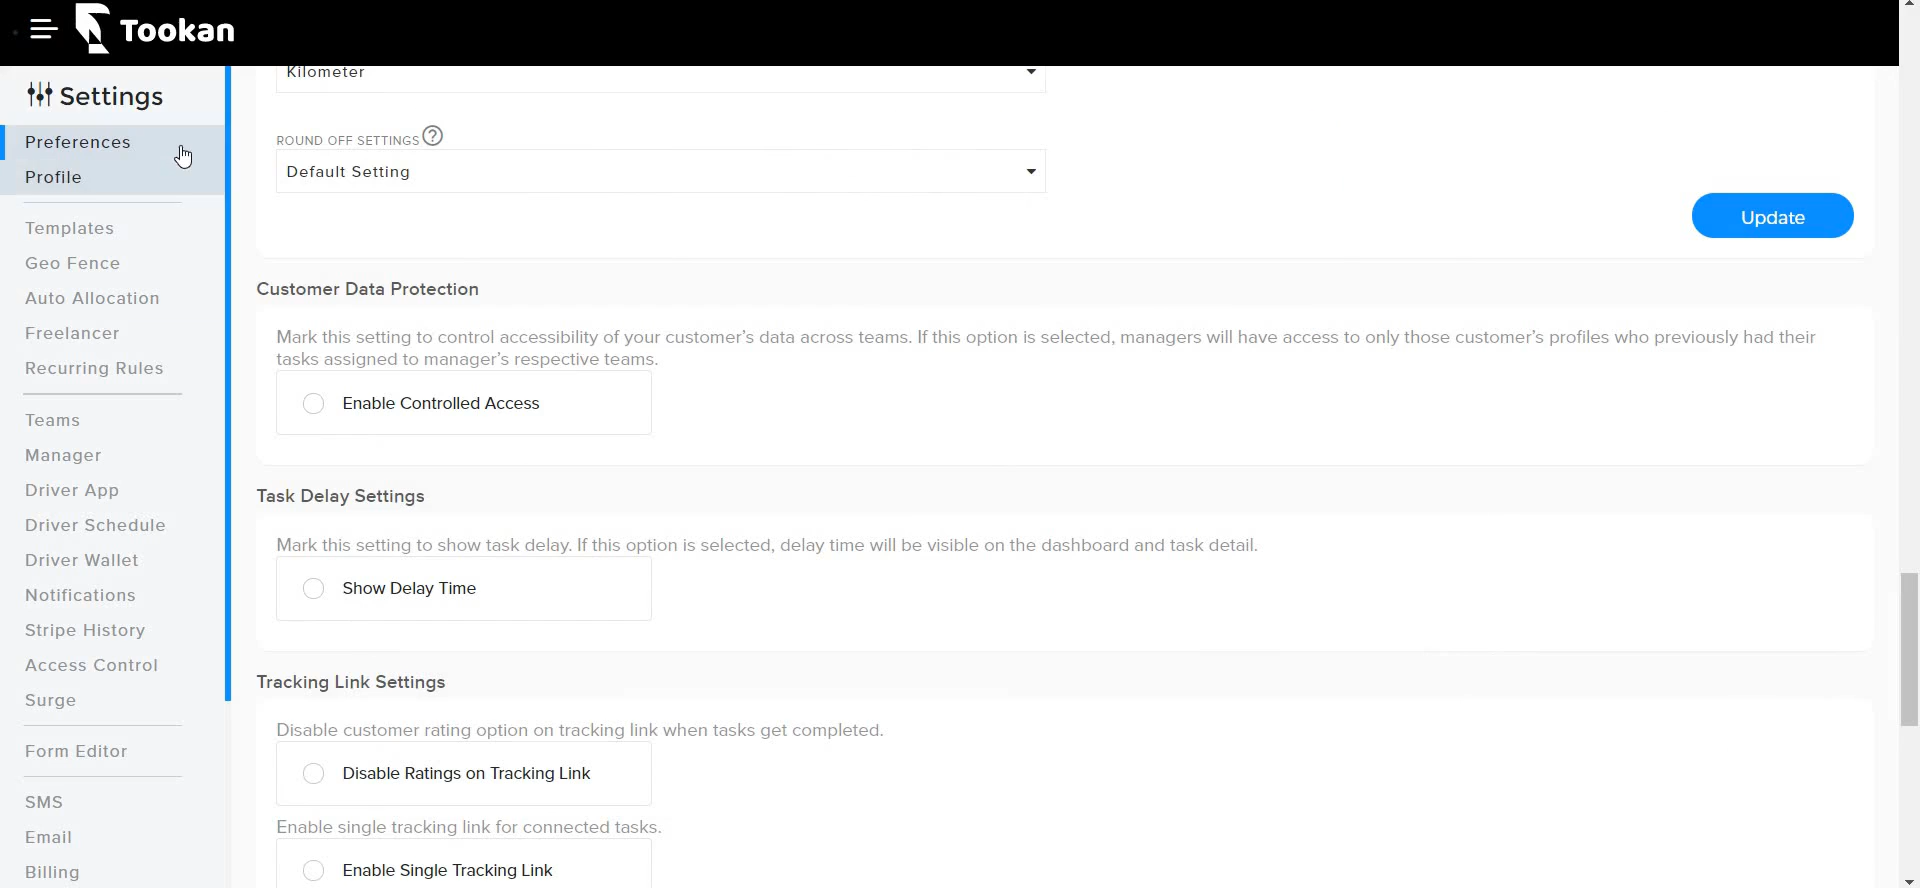 Tookan
Settings
Preferences
Profile
Templates
Geo Fence
Auto Allocation
Freelancer
Recurring Rules
Teams
Manager
Driver App
Driver Schedule
Driver Wallet
Notifications
Stripe History
Access Control
Surge
Form Editor
SMS
Email
Billing
Kilometer
ROUND OFF SETTINGS ?
Default Setting
Update
Customer Data Protection
Mark this setting to control accessibility of your customer's data across teams. If this option is selected, managers will have access to only those customer's profiles who previously had their
tasks assigned to manager's respective teams.
Enable Controlled Access
Task Delay Settings
Mark this setting to show task delay. If this option is selected, delay time will be visible on the dashboard and task detail.
Show Delay Time
Tracking Link Settings
Disable customer rating option on tracking link when tasks get completed.
Disable Ratings on Tracking Link
Enable single tracking link for connected tasks.
Enable Single Tracking Link